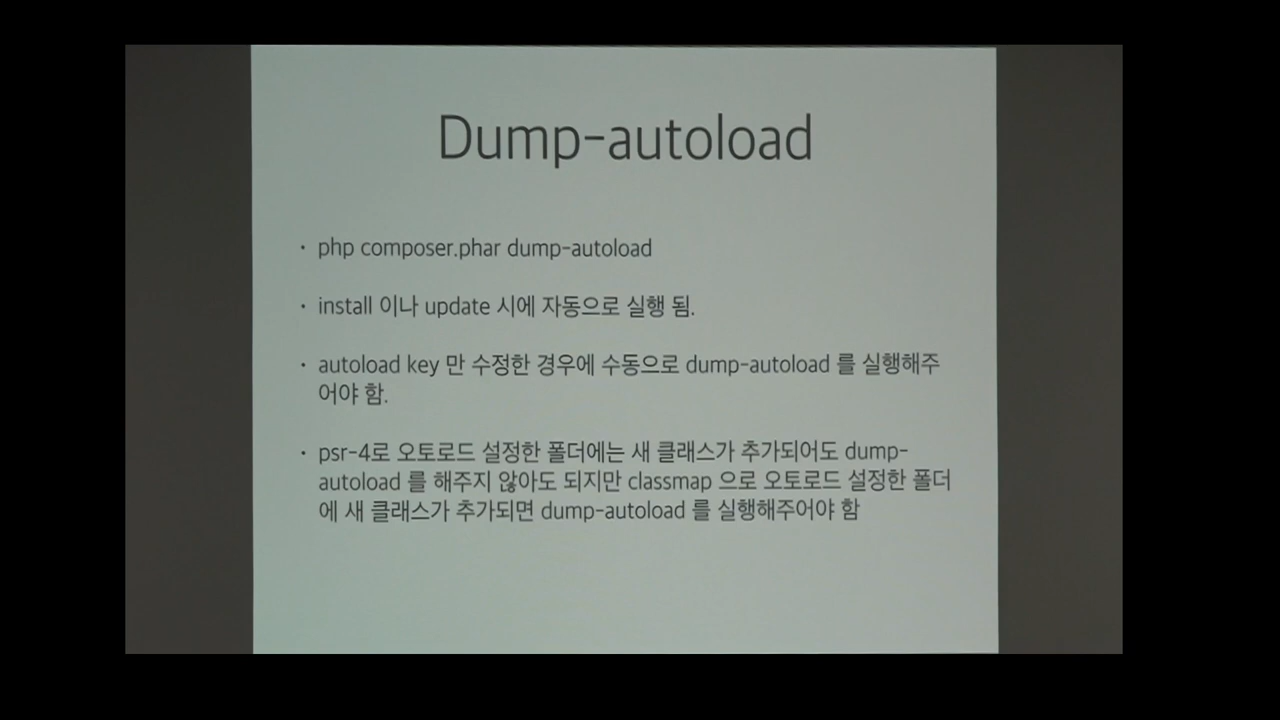 Dump-autoload
• php composer.phar dump-autoload
• install 이나 update 시에 자동으로 실행 됨.
• autoload key 만 수정한 경우에 수동으로 dump-autoload 를 실행해주
어야 함.
• psr-4로 오토로드 설정한 폴더에는 새 클래스가 추가되어도 dump-
autoload 를 해주지 않아도 되지만 classmap 으로 오토로드 설정한 폴더
에 새 클래스가 추가되면 dump-autoload 를 실행해주어야 함